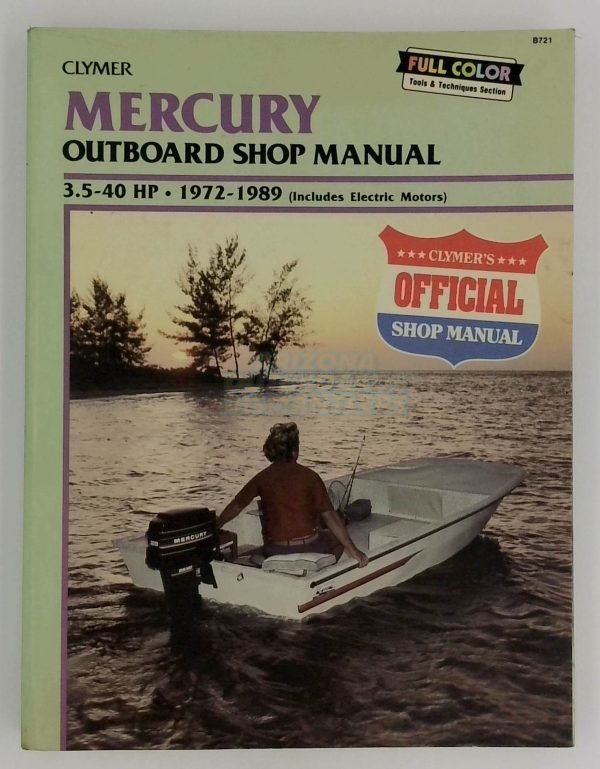 B721
CLYMER
FULL COLOR
Tools & Techniques Section
MERCURY
OUTBOARD SHOP MANUAL
3.5-40 HP • 1972-1989 (Includes Electric Motors)
★★★ CLYMER'S ★★★
OFFICIAL
SHOP MANUAL
ARIZONA
MERCURY